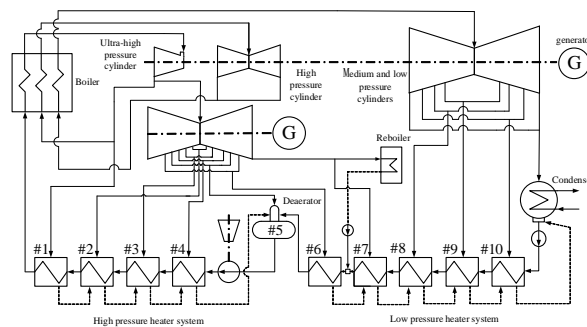 Ultra-high
pressure
cylinder
Boiler
High
pressure
cylinder
Medium and low
pressure
cylinders
generator
G
G
Reboiler
Condens
Deaerator
#5
#1
#2
#3
#4
#6
#7
#8
#9
#10
High pressure heater system
Low pressure heater system